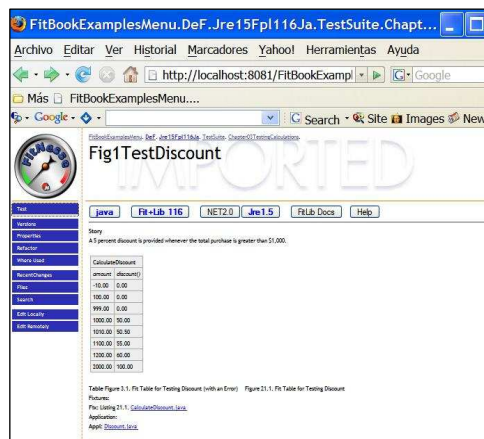 FitBookExamplesMenu.DeF.Jre15Fpl116Ja.TestSuite.Chapt...
Archivo Editar Ver Historial Marcadores Yahoo! Herramientas Ayuda
http://localhost:8081/FitBookExampl
Google
Más FitBookExamplesMenu....
Google
Search Site Images New
FitBookExamplesMenu. DeF. Jre15Fpl116Ja. TestSuite. Chapter03TestingCalculations.
Fig1TestDiscount
IMPORTED
FitNesse
java Fit+Lib 116 NET2.0 Jre1.5 FitLib Docs Help
Test
Versions
Properties
Refactor
Where Used
RecentChanges
Files
Search
Edit Locally
Edit Remotely
Story
A 5 percent discount is provided whenever the total purchase is greater than $1,000.
CalculateDiscount
amount discount()
-10.00 0.00
100.00 0.00
999.00 0.00
1000.00 50.00
1010.00 50.50
1100.00 55.00
1200.00 60.00
2000.00 100.00
Table Figure 3.1. Fit Table for Testing Discount (with an Error) Figure 21.1. Fit Table for Testing Discount
Fixtures:
Fix: Listing 21.1. CalculateDiscount.java
Application:
Appl: Discount.java